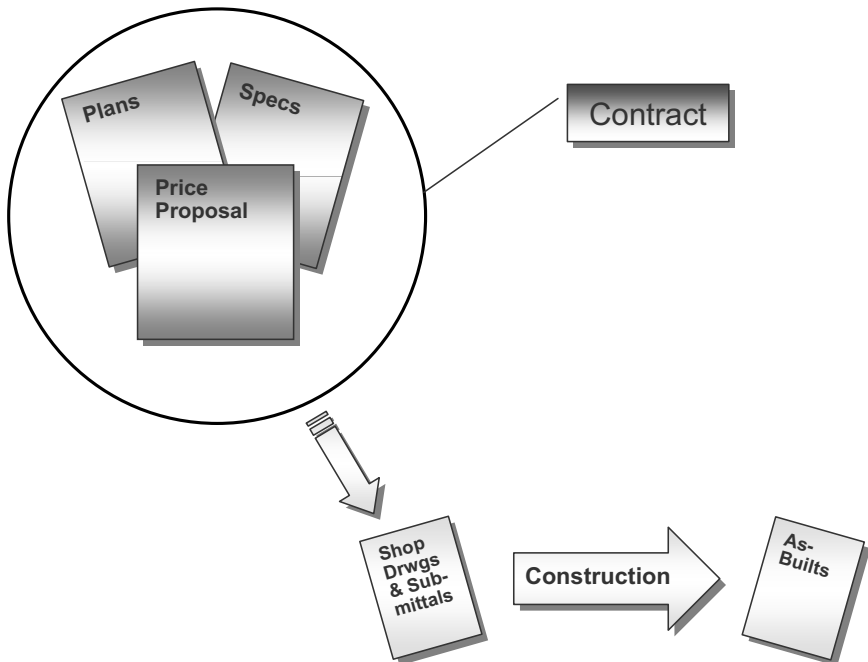 Plans
Specs
Contract
Price
Proposal
Shop
Drwgs
& Sub-
mittals
Construction
As-
Builts